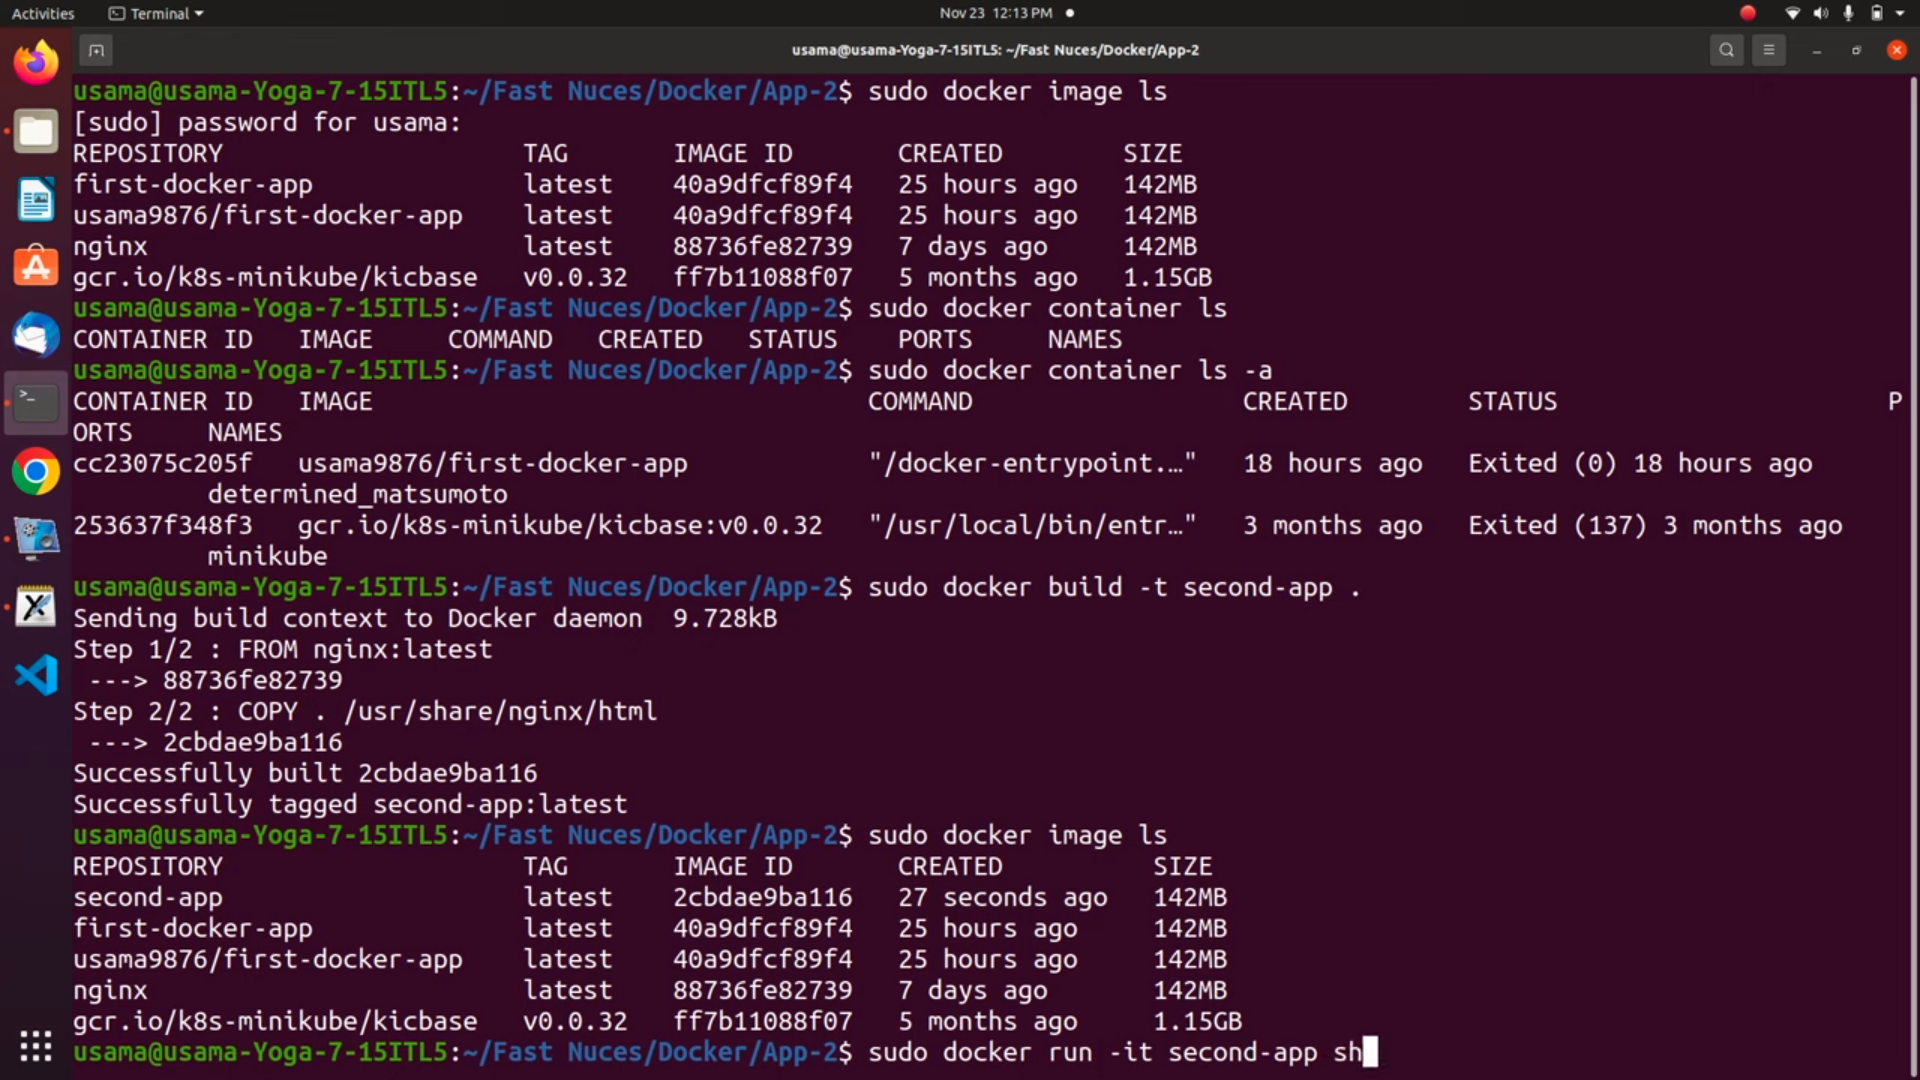 Activities
Terminal
Nov 23 12:13 PM
usama@usama-Yoga-7-15ITL5: ~/Fast Nuces/Docker/App-2
usama@usama-Yoga-7-15ITL5:~/Fast Nuces/Docker/App-2$ sudo docker image ls
[sudo] password for usama:
REPOSITORY TAG IMAGE ID CREATED SIZE
first-docker-app latest 40a9dfcf89f4 25 hours ago 142MB
usama9876/first-docker-app latest 40a9dfcf89f4 25 hours ago 142MB
nginx latest 88736fe82739 7 days ago 142MB
gcr.io/k8s-minikube/kicbase v0.0.32 ff7b11088f07 5 months ago 1.15GB
usama@usama-Yoga-7-15ITL5:~/Fast Nuces/Docker/App-2$ sudo docker container ls
CONTAINER ID IMAGE COMMAND CREATED STATUS PORTS NAMES
usama@usama-Yoga-7-15ITL5:~/Fast Nuces/Docker/App-2$ sudo docker container ls -a
CONTAINER ID IMAGE COMMAND CREATED STATUS P
ORTS NAMES
cc23075c205f usama9876/first-docker-app "/docker-entrypoint.…" 18 hours ago Exited (0) 18 hours ago
determined_matsumoto
253637f348f3 gcr.io/k8s-minikube/kicbase:v0.0.32 "/usr/local/bin/entr…" 3 months ago Exited (137) 3 months ago
minikube
usama@usama-Yoga-7-15ITL5:~/Fast Nuces/Docker/App-2$ sudo docker build -t second-app .
Sending build context to Docker daemon 9.728kB
Step 1/2 : FROM nginx:latest
---> 88736fe82739
Step 2/2 : COPY . /usr/share/nginx/html
---> 2cbdae9ba116
Successfully built 2cbdae9ba116
Successfully tagged second-app:latest
usama@usama-Yoga-7-15ITL5:~/Fast Nuces/Docker/App-2$ sudo docker image ls
REPOSITORY TAG IMAGE ID CREATED SIZE
second-app latest 2cbdae9ba116 27 seconds ago 142MB
first-docker-app latest 40a9dfcf89f4 25 hours ago 142MB
usama9876/first-docker-app latest 40a9dfcf89f4 25 hours ago 142MB
nginx latest 88736fe82739 7 days ago 142MB
gcr.io/k8s-minikube/kicbase v0.0.32 ff7b11088f07 5 months ago 1.15GB
usama@usama-Yoga-7-15ITL5:~/Fast Nuces/Docker/App-2$ sudo docker run -it second-app sh